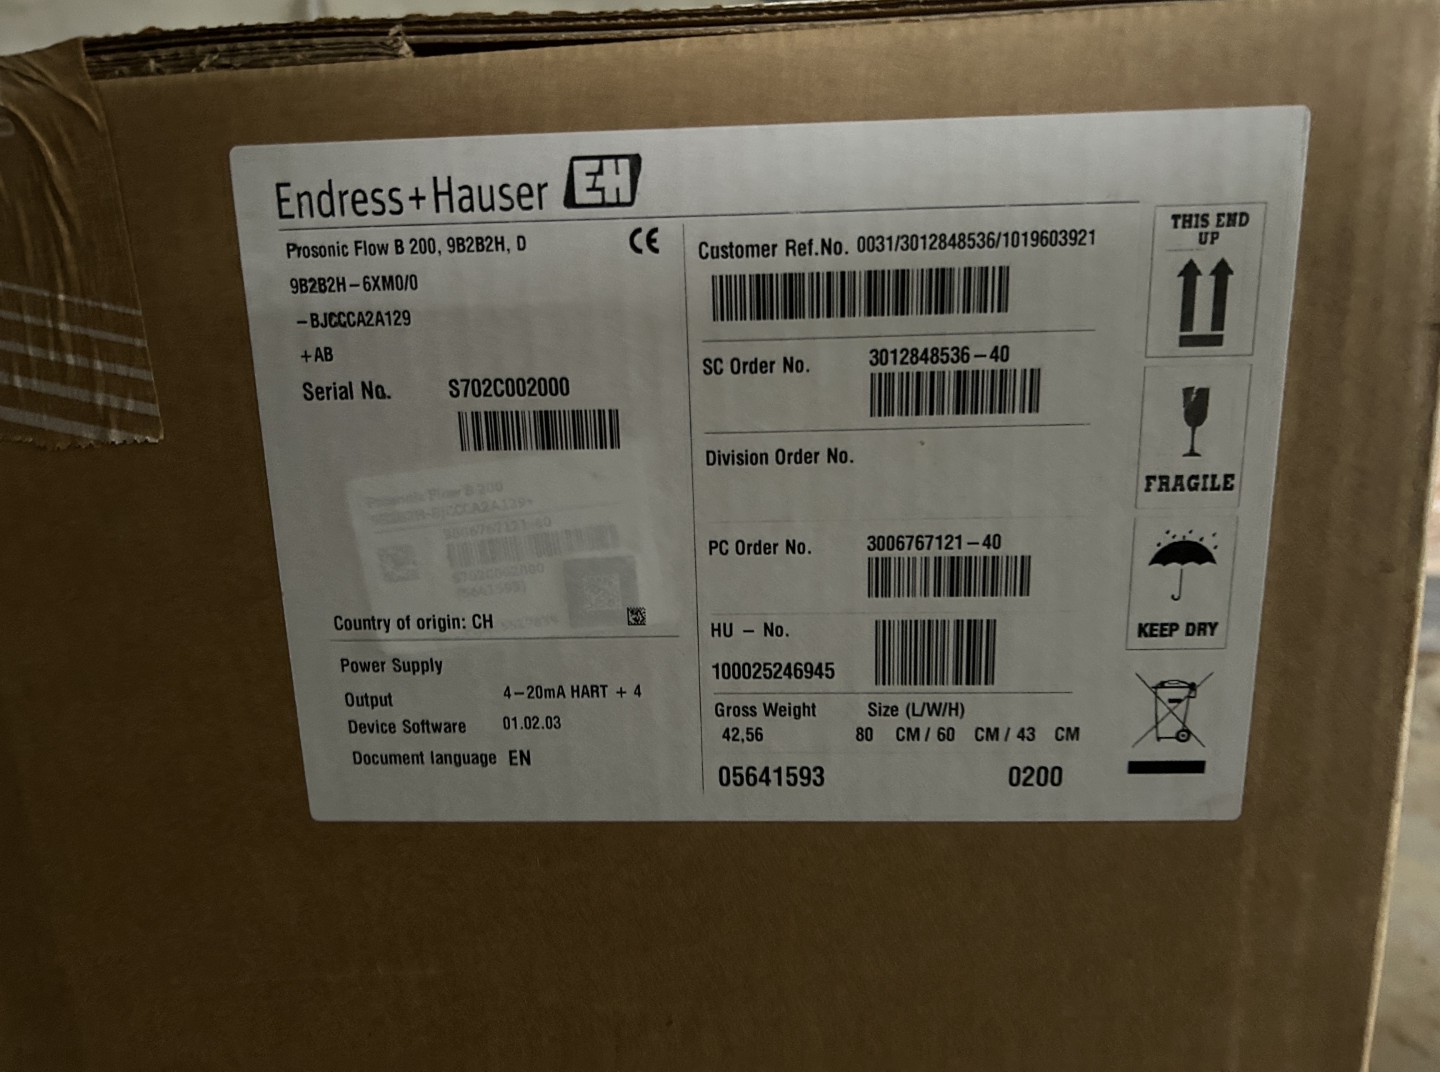 Endress+Hauser EH
Prosonic Flow B 200, 9B2B2H, D
CE
9B2B2H-6XM0/0
-BJCCCA2A129
+AB
Serial No. S702C002000
Country of origin: CH
Power Supply
Output 4-20mA HART + 4
Device Software 01.02.03
Document language EN
Customer Ref.No. 0031/3012848536/1019603921
SC Order No. 3012848536-40
Division Order No.
PC Order No. 3006767121-40
HU - No.
100025246945
Gross Weight Size (L/W/H)
42,56 80 CM / 60 CM / 43 CM
05641593 0200
THIS END
UP
FRAGILE
KEEP DRY